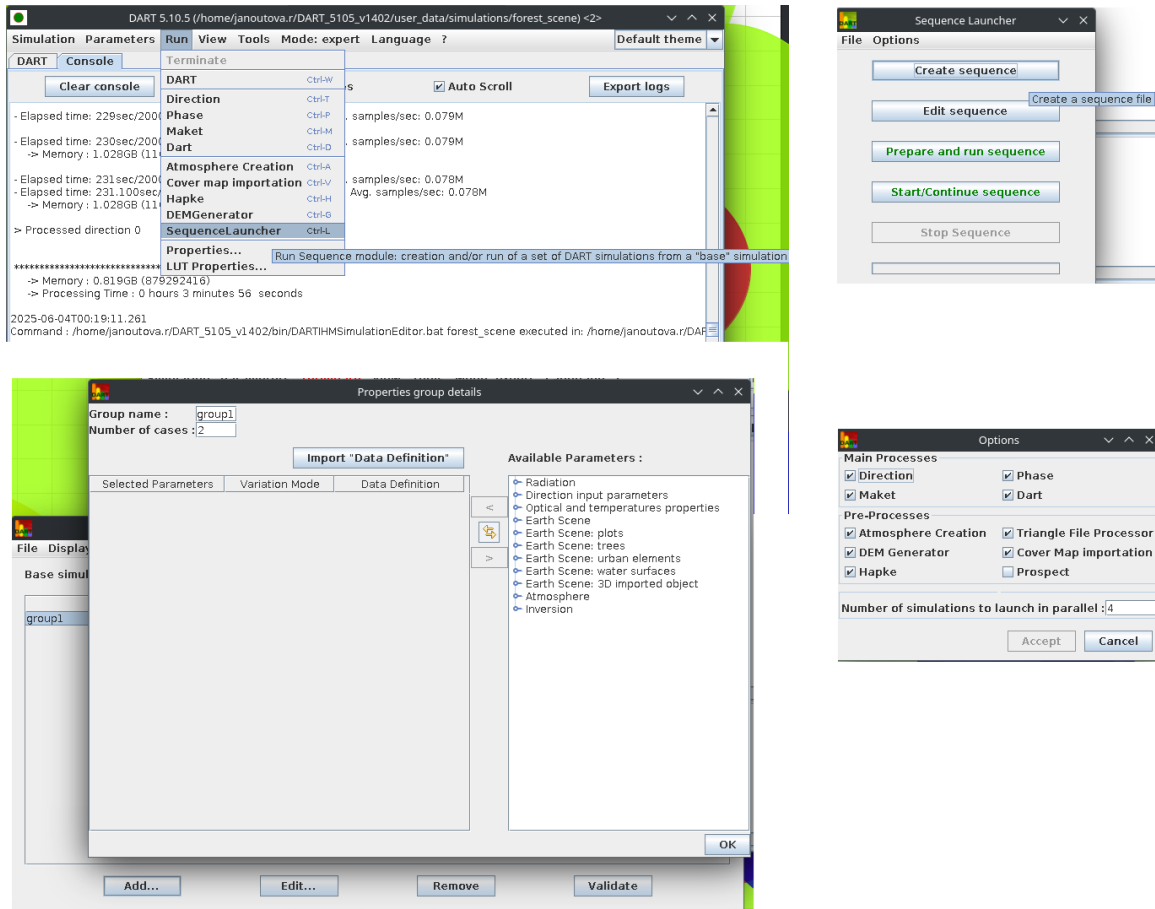 DART 5.10.5 (/home/janoutova.r/DART_5105_v1402/user_data/simulations/forest_scene) <2>
Simulation Parameters Run View Tools Mode: expert Language ? Default theme
DART Console
Terminate
Clear console
Auto Scroll
Export logs
DART Ctrl-W
Direction Ctrl-T
Phase Ctrl-P
Maket Ctrl-M
Dart Ctrl-D
Atmosphere Creation Ctrl-A
Cover map importation Ctrl-V
Hapke Ctrl-H
DEMGenerator Ctrl-G
SequenceLauncher Ctrl-L
Properties...
LUT Properties...
Run Sequence module: creation and/or run of a set of DART simulations from a "base" simulation
- Elapsed time: 229sec/200 . samples/sec: 0.079M
- Elapsed time: 230sec/200 . samples/sec: 0.079M
-> Memory : 1.028GB (11
- Elapsed time: 231sec/200 . samples/sec: 0.078M
- Elapsed time: 231.100sec/ Avg. samples/sec: 0.078M
-> Memory : 1.028GB (11
> Processed direction 0
-> Memory : 0.819GB (879292416)
-> Processing Time : 0 hours 3 minutes 56 seconds
2025-06-04T00:19:11.261
Command : /home/janoutova.r/DART_5105_v1402/bin/DARTIHMSimulationEditor.bat forest_scene executed in: /home/janoutova.r/DAR
Sequence Launcher
File Options
Create sequence
Create a sequence file
Edit sequence
Prepare and run sequence
Start/Continue sequence
Stop Sequence
Properties group details
Group name : group1
Number of cases : 2
Import "Data Definition"
Available Parameters :
Selected Parameters Variation Mode Data Definition
<
>
Radiation
Direction input parameters
Optical and temperatures properties
Earth Scene
Earth Scene: plots
Earth Scene: trees
Earth Scene: urban elements
Earth Scene: water surfaces
Earth Scene: 3D imported object
Atmosphere
Inversion
OK
File Display
Base simul
group1
Add... Edit... Remove Validate
Options
Main Processes
Direction Phase
Maket Dart
Pre-Processes
Atmosphere Creation Triangle File Processor
DEM Generator Cover Map importation
Hapke Prospect
Number of simulations to launch in parallel : 4
Accept Cancel